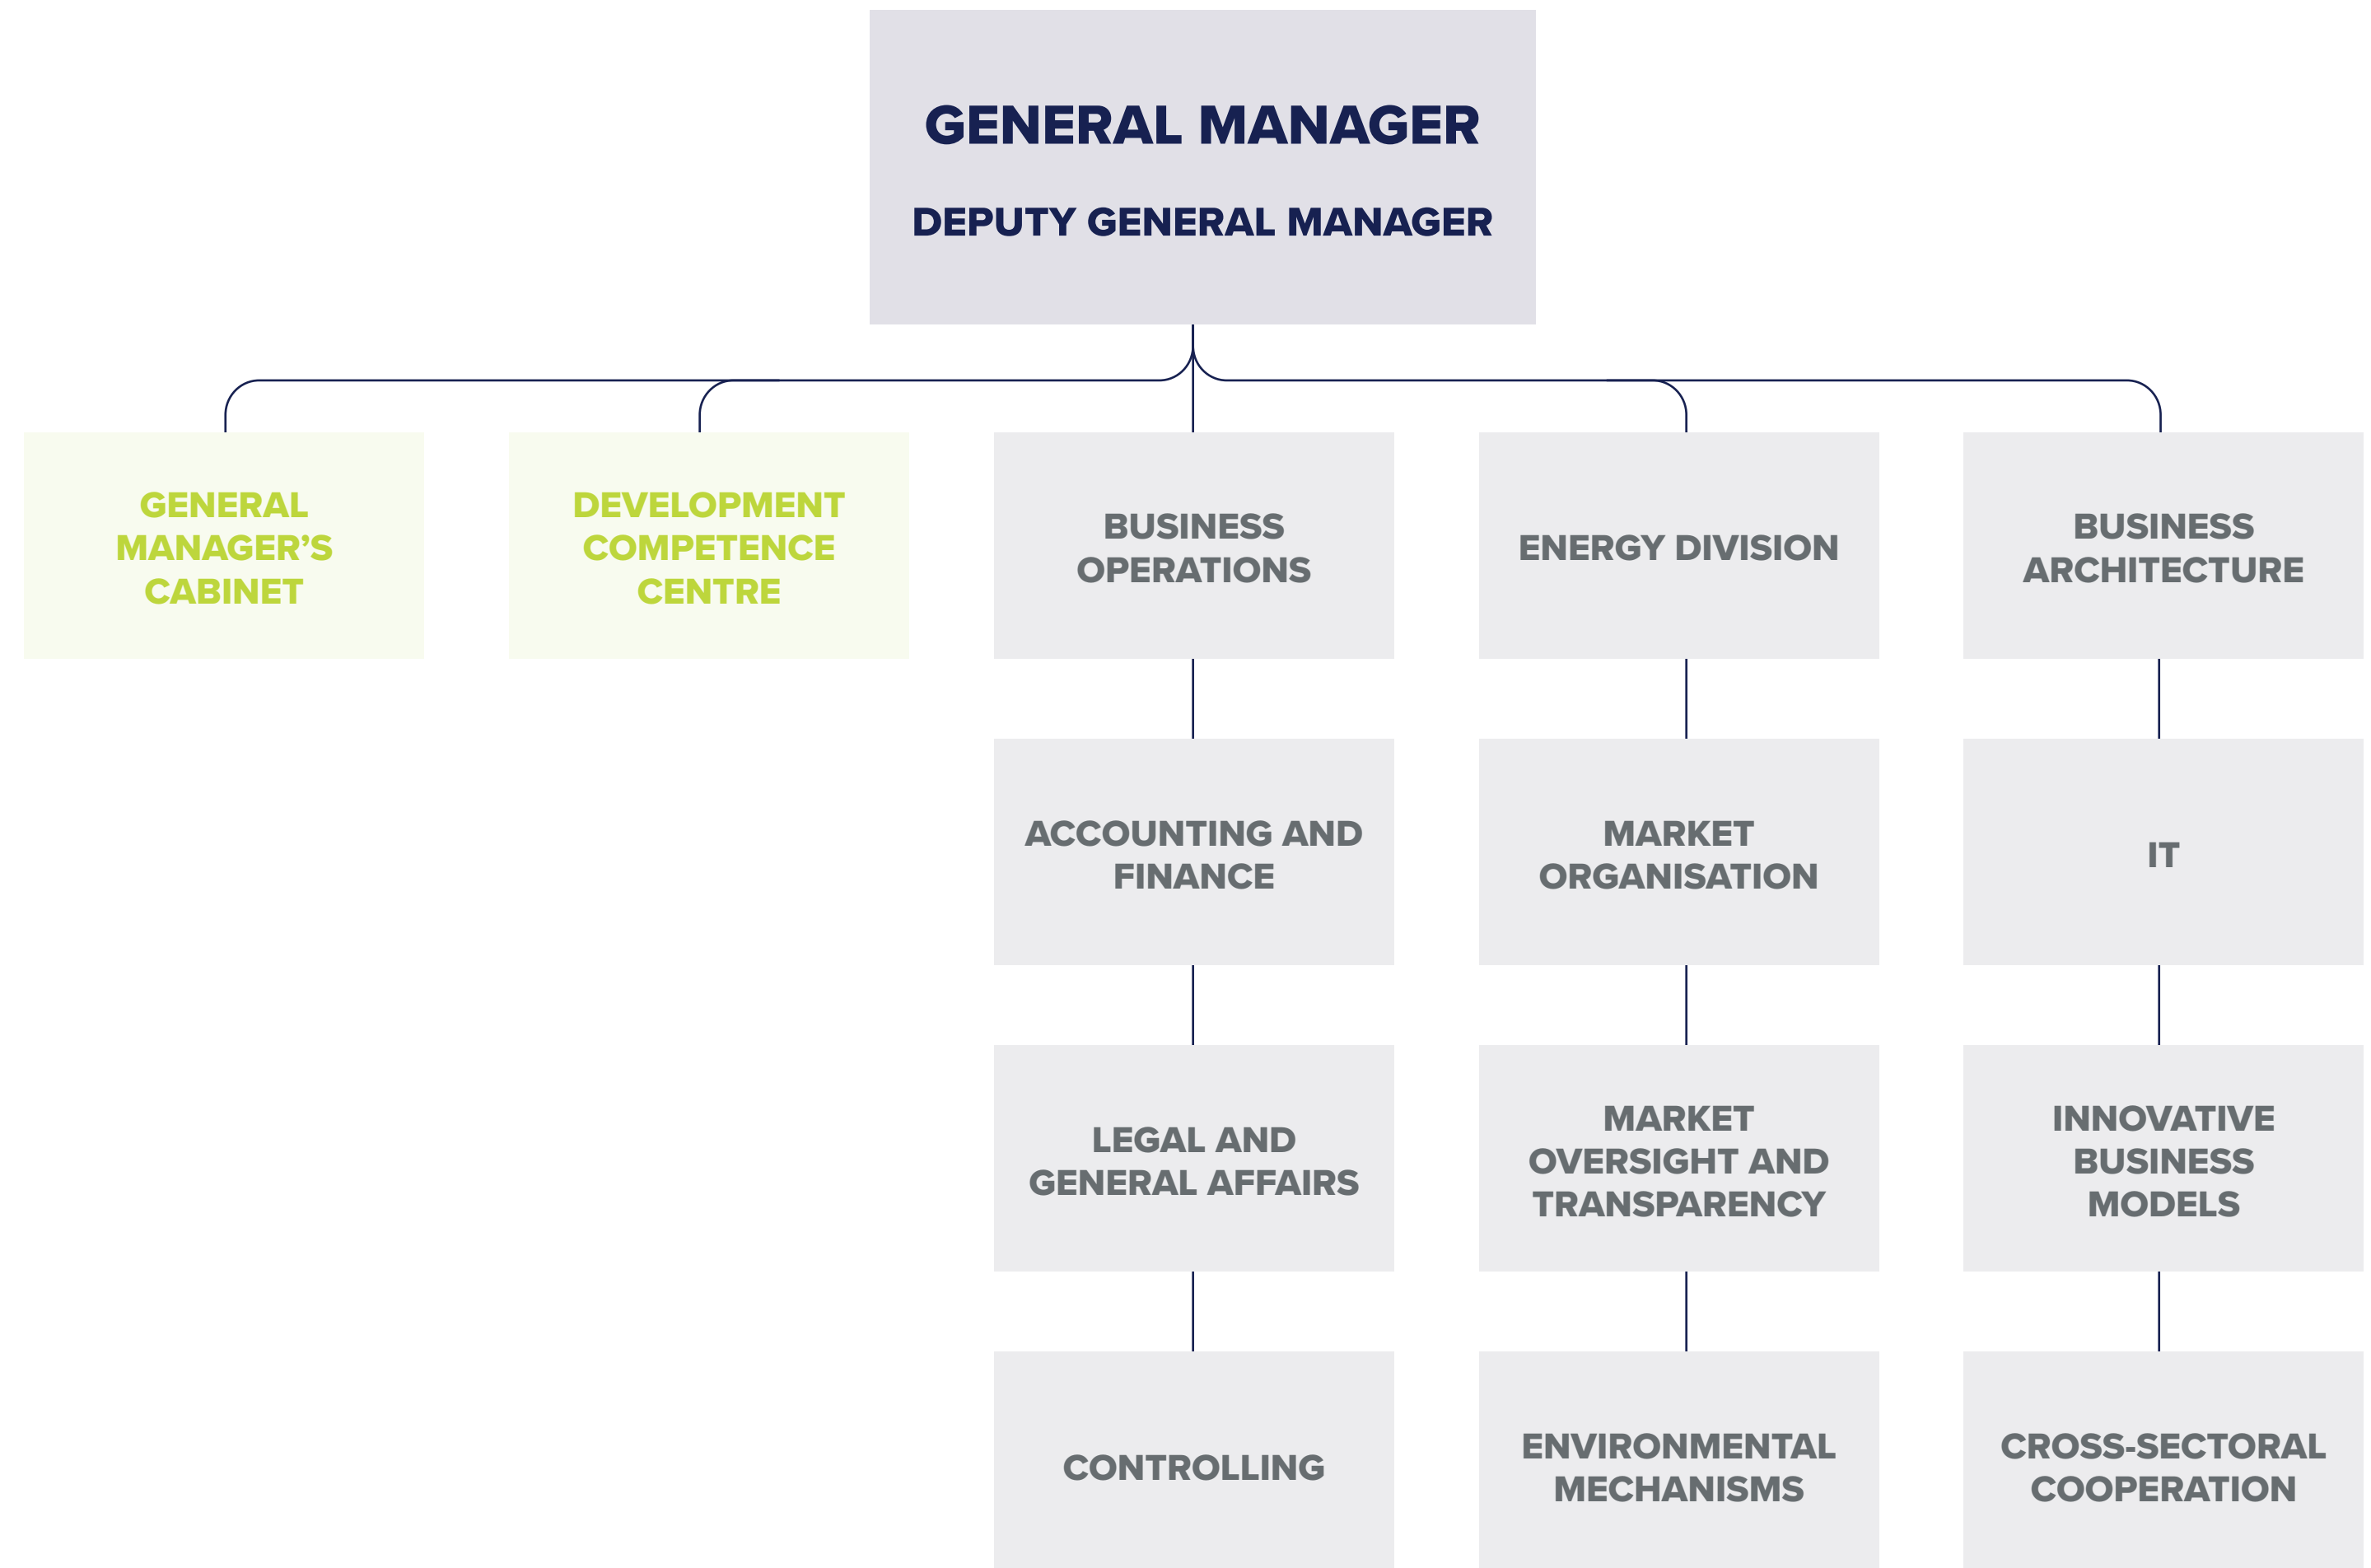 GENERAL MANAGER
DEPUTY GENERAL MANAGER
GENERAL
MANAGER’S
CABINET
DEVELOPMENT
COMPETENCE
CENTRE
BUSINESS
OPERATIONS
ENERGY DIVISION
BUSINESS
ARCHITECTURE
ACCOUNTING AND
FINANCE
MARKET
ORGANISATION
IT
LEGAL AND
GENERAL AFFAIRS
MARKET
OVERSIGHT AND
TRANSPARENCY
INNOVATIVE
BUSINESS
MODELS
CONTROLLING
ENVIRONMENTAL
MECHANISMS
CROSS-SECTORAL
COOPERATION